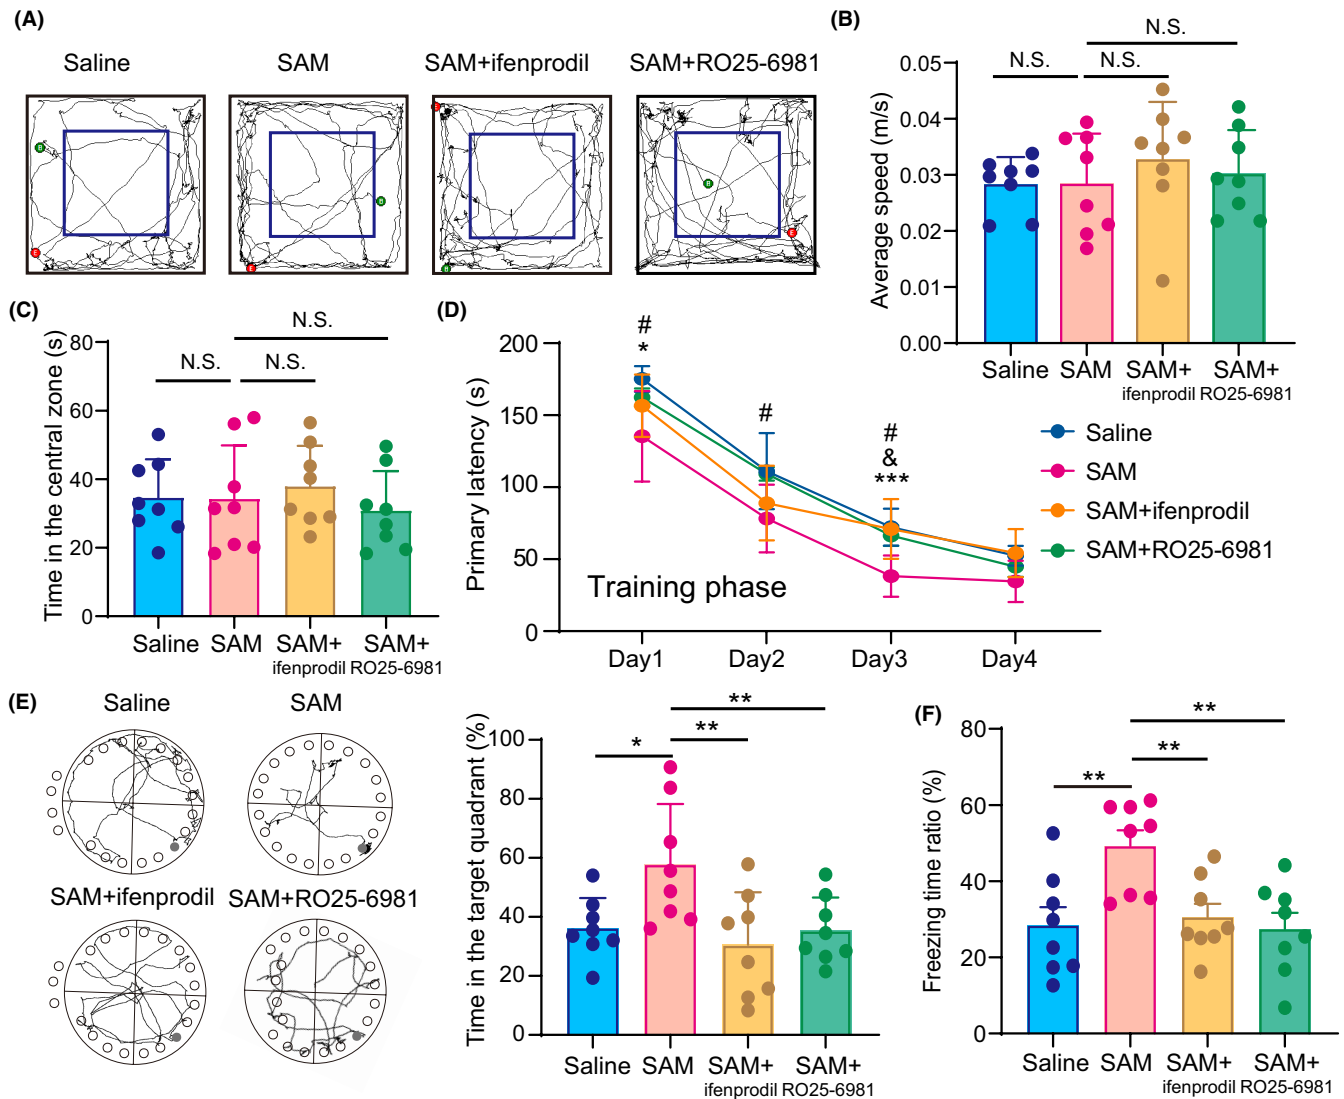 (A)
Saline
SAM
SAM+ifenprodil
SAM+RO25-6981
(B)
N.S.
N.S.
N.S.
Average speed (m/s)
0.05
0.04
0.03
0.02
0.01
0.00
Saline
SAM
SAM+
ifenprodil
SAM+
RO25-6981
(C)
N.S.
N.S.
N.S.
Time in the central zone (s)
80
60
40
20
0
Saline
SAM
SAM+
ifenprodil
SAM+
RO25-6981
(D)
Primary latency (s)
200
150
100
50
0
#
*
#
#
&
***
Training phase
Day1
Day2
Day3
Day4
Saline
SAM
SAM+ifenprodil
SAM+RO25-6981
(E)
Saline
SAM
SAM+ifenprodil
SAM+RO25-6981
Time in the target quadrant (%)
100
80
60
40
20
0
*
**
**
Saline
SAM
SAM+
ifenprodil
SAM+
RO25-6981
(F)
Freezing time ratio (%)
80
60
40
20
0
**
**
**
Saline
SAM
SAM+
ifenprodil
SAM+
RO25-6981